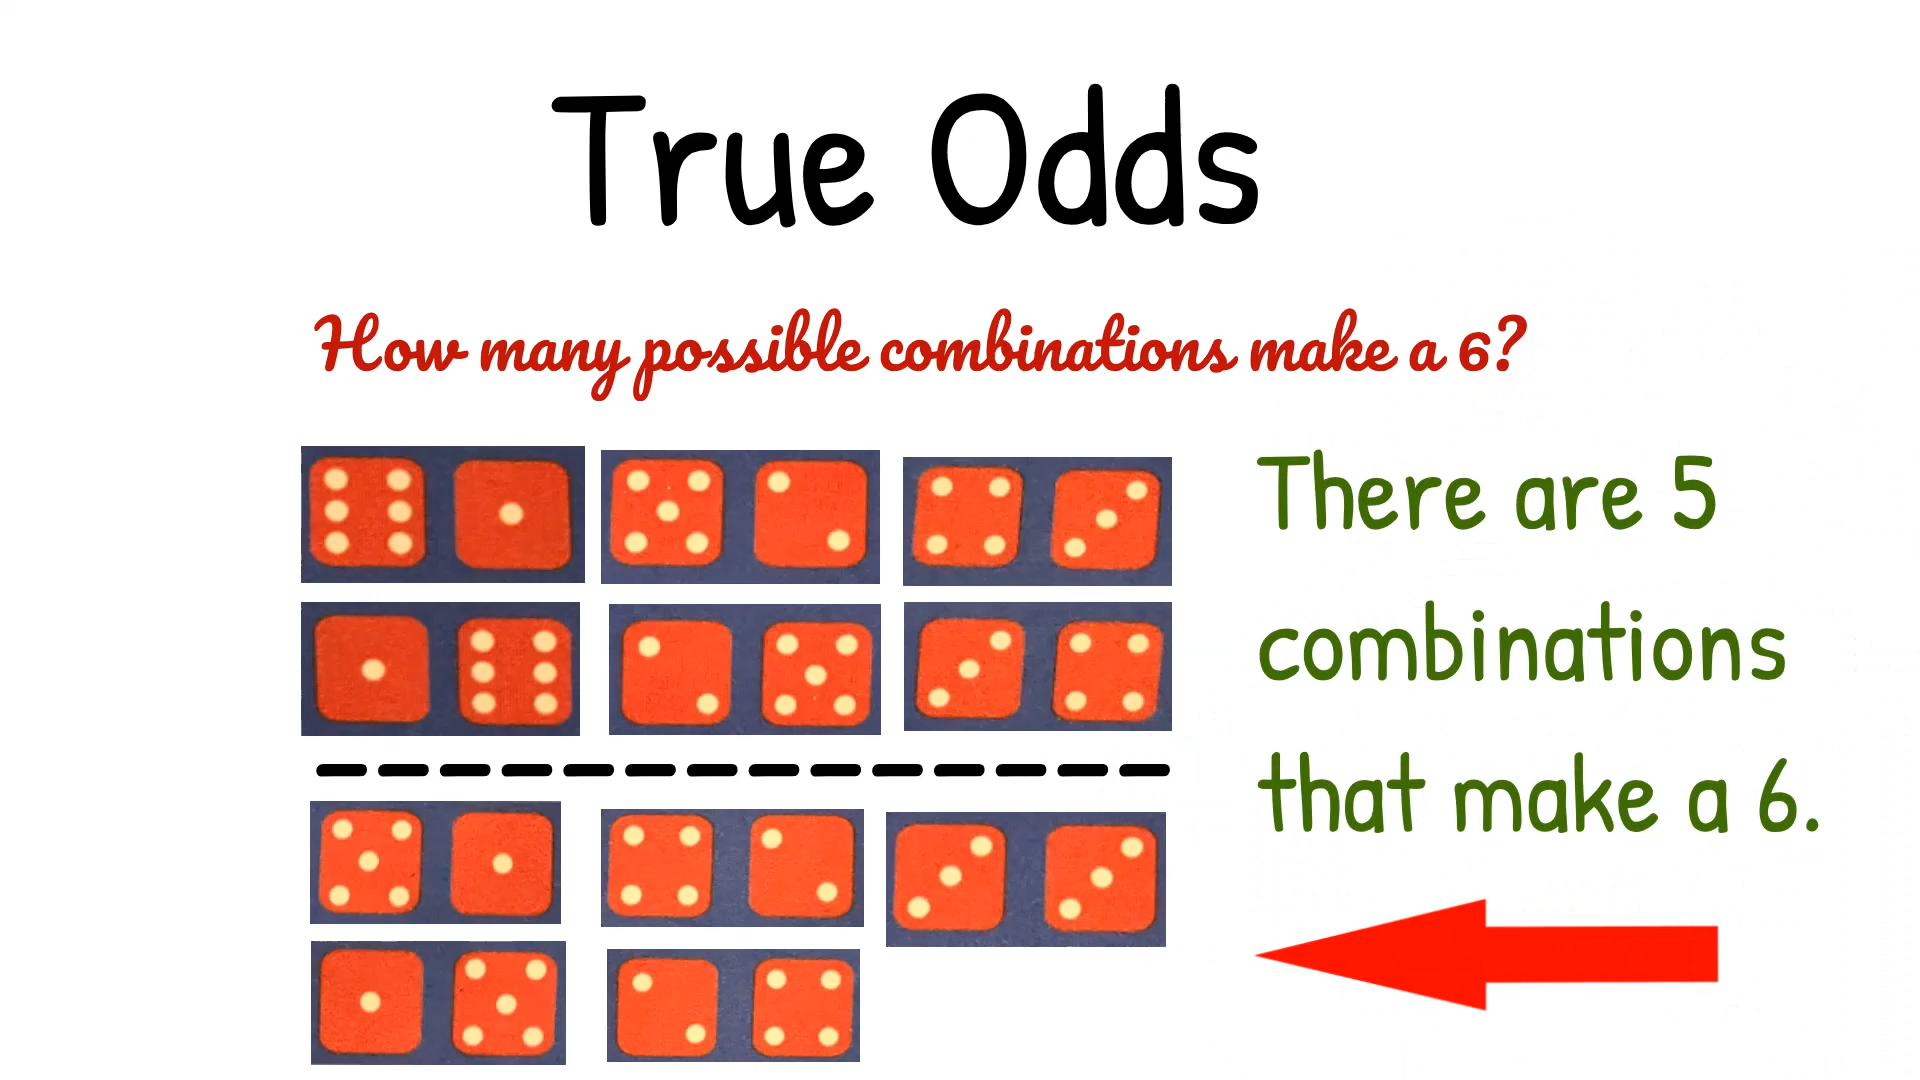 True Odds
How many possible combinations make a 6?
There are 5
combinations
that make a 6.